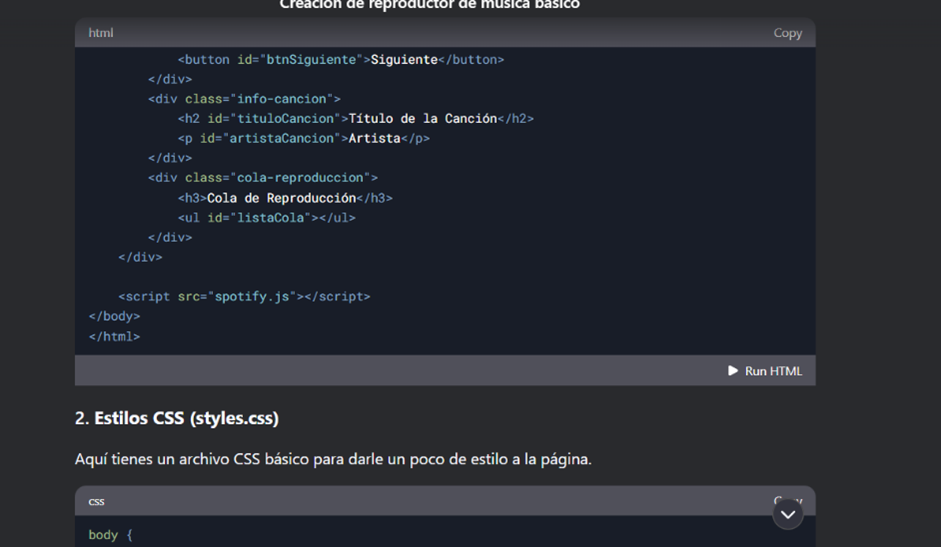 Creación de reproductor de música básico
html Copy
<button id="btnSiguiente">Siguiente</button>
</div>
<div class="info-cancion">
<h2 id="tituloCancion">Título de la Canción</h2>
<p id="artistaCancion">Artista</p>
</div>
<div class="cola-reproduccion">
<h3>Cola de Reproducción</h3>
<ul id="listaCola"></ul>
</div>
</div>
<script src="spotify.js"></script>
</body>
</html>
Run HTML
2. Estilos CSS (styles.css)
Aquí tienes un archivo CSS básico para darle un poco de estilo a la página.
css Copy
body {